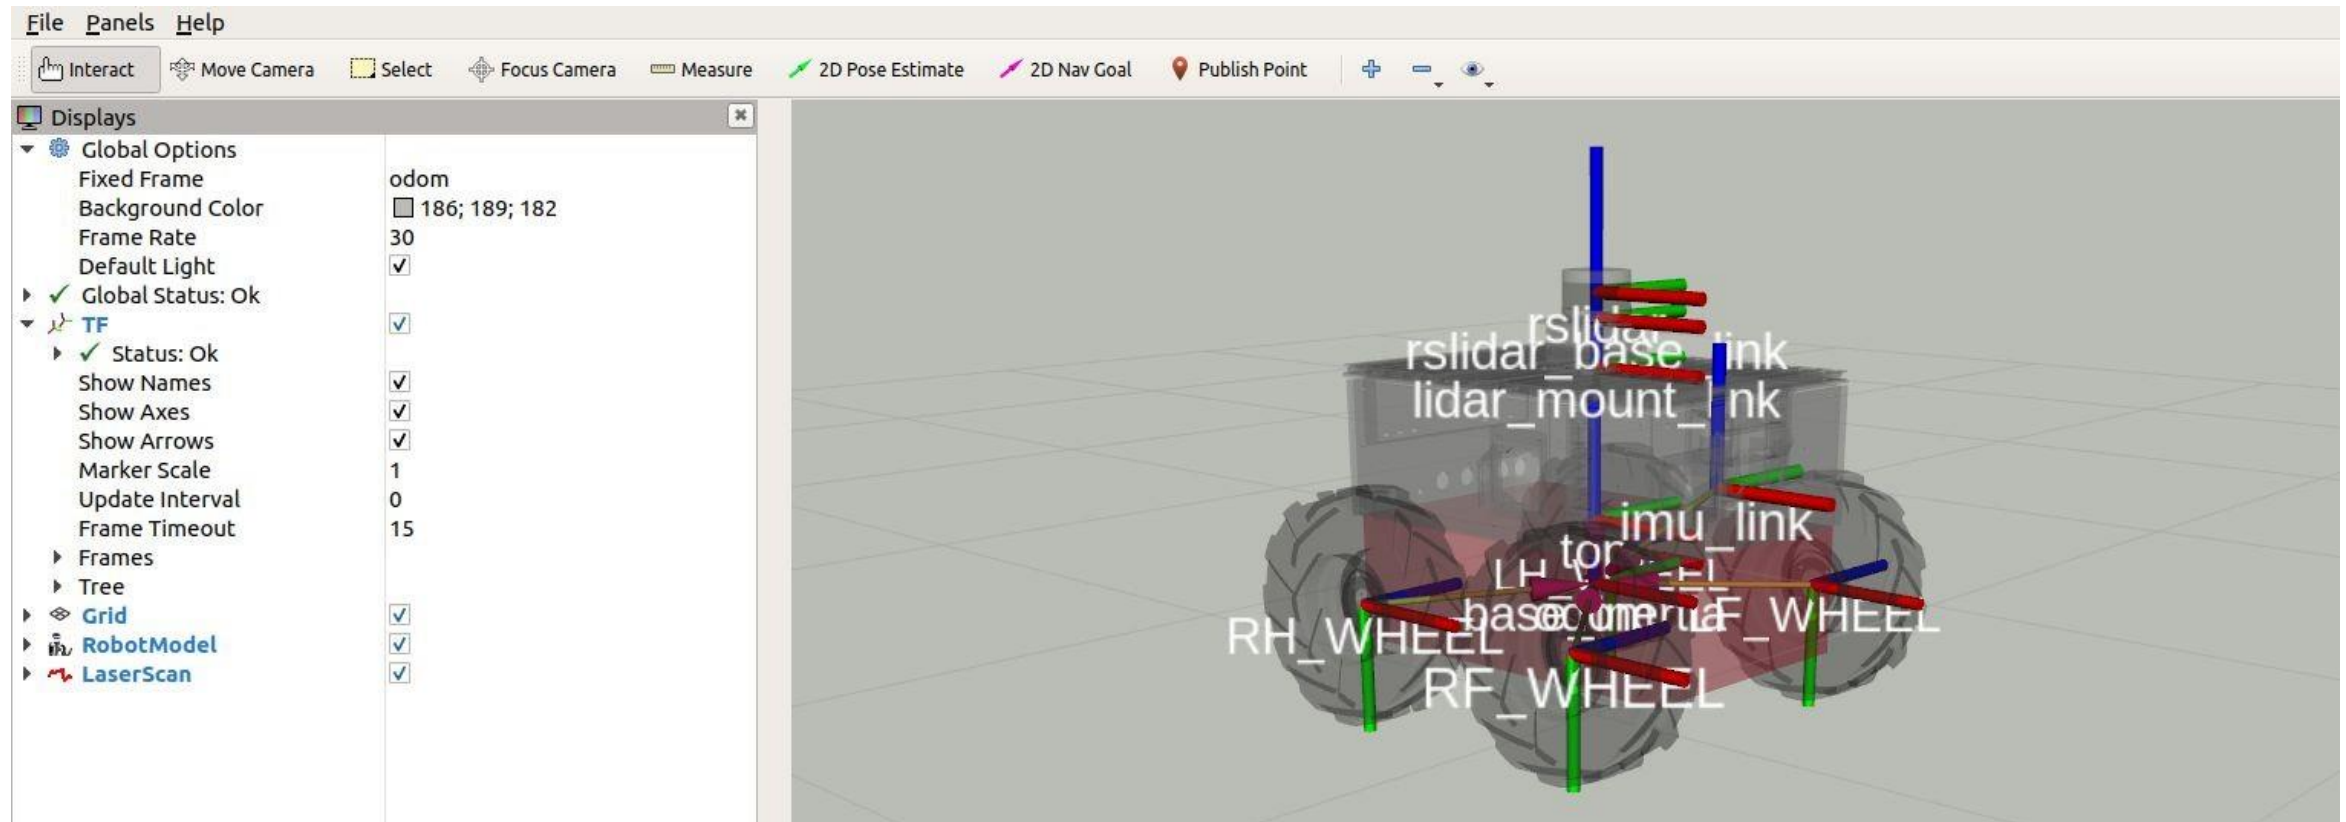 File Panels Help
Interact Move Camera Select Focus Camera Measure 2D Pose Estimate 2D Nav Goal Publish Point
Displays
Global Options
Fixed Frame odom
Background Color 186; 189; 182
Frame Rate 30
Default Light
Global Status: Ok
TF
Status: Ok
Show Names
Show Axes
Show Arrows
Marker Scale 1
Update Interval 0
Frame Timeout 15
Frames
Tree
Grid
RobotModel
LaserScan
rslidar
rslidar_base_link
lidar_mount_link
imu_link
RH_WHEEL
LF_WHEEL
RF_WHEEL